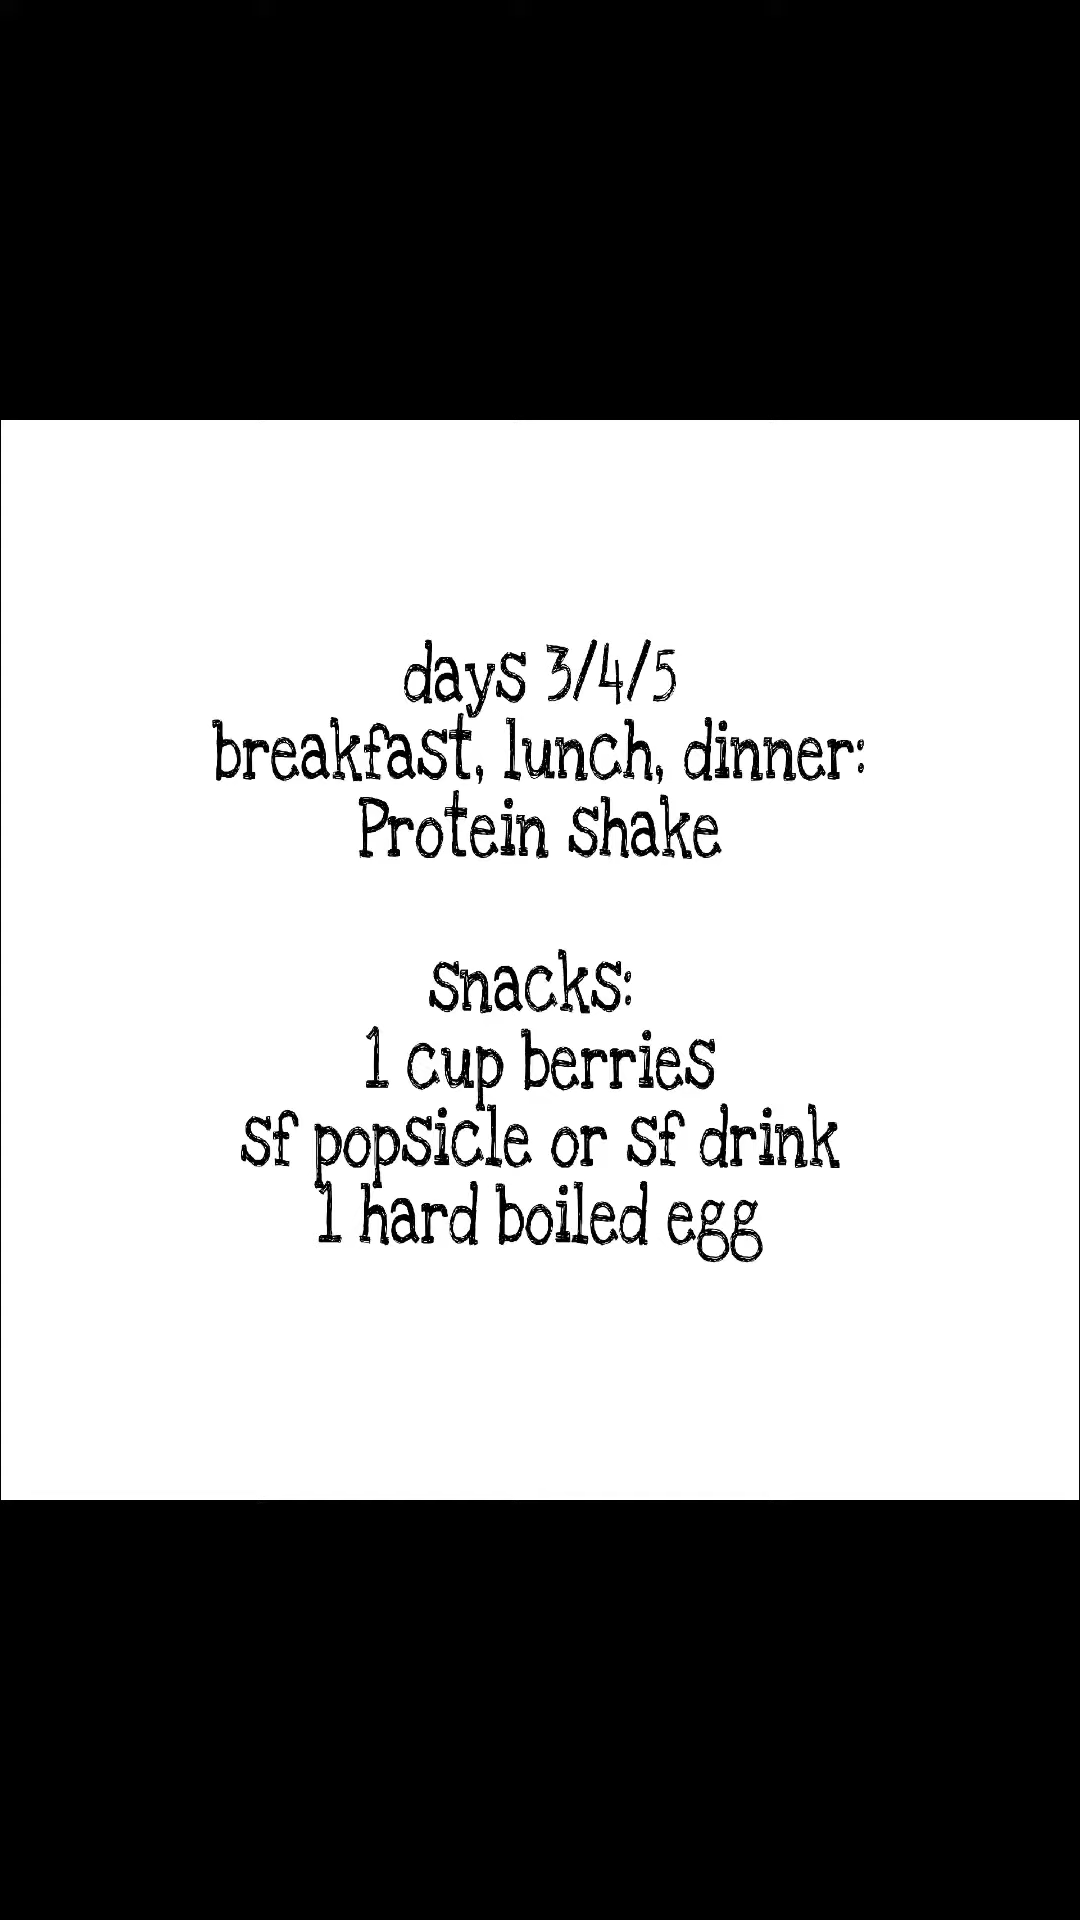 days 3/4/5
breakfast, lunch, dinner:
Protein shake
snacks:
1 cup berries
sf popsicle or sf drink
1 hard boiled egg